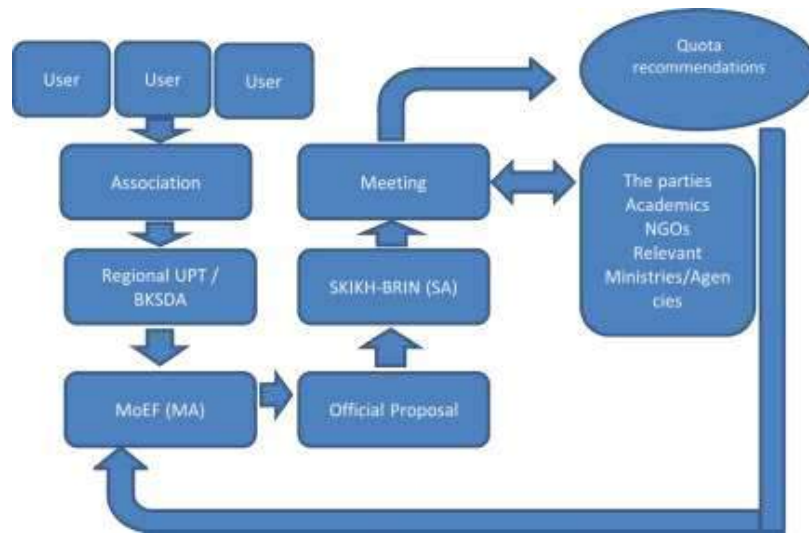 User
User
User
Quota
recommendations
Association
Meeting
The parties
Academics
NGOs
Relevant
Ministries/Agen
cies
Regional UPT /
BKSDA
SKIKH-BRIN (SA)
MoEF (MA)
Official Proposal